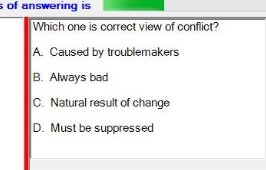 s of answering is
Which one is correct view of conflict?
A. Caused by troublemakers
B. Always bad
C. Natural result of change
D. Must be suppressed